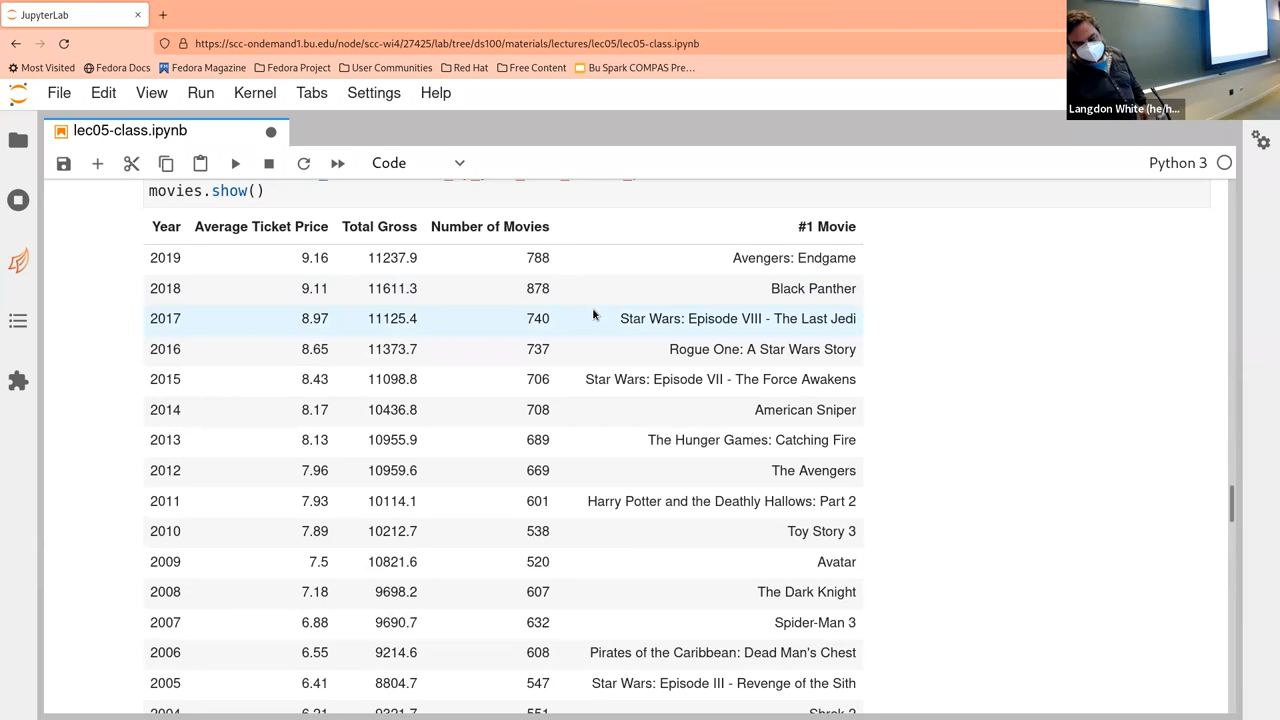 JupyterLab
https://scc-ondemand1.bu.edu/node/scc-wi4/27425/lab/tree/ds100/materials/lectures/lec05/lec05-class.ipynb
Most Visited Fedora Docs Fedora Magazine Fedora Project User Communities Red Hat Free Content Bu Spark COMPAS Pre…
Langdon White (he/h...
File Edit View Run Kernel Tabs Settings Help
lec05-class.ipynb
Code Python 3
movies.show()
Year Average Ticket Price Total Gross Number of Movies #1 Movie
2019 9.16 11237.9 788 Avengers: Endgame
2018 9.11 11611.3 878 Black Panther
2017 8.97 11125.4 740 Star Wars: Episode VIII - The Last Jedi
2016 8.65 11373.7 737 Rogue One: A Star Wars Story
2015 8.43 11098.8 706 Star Wars: Episode VII - The Force Awakens
2014 8.17 10436.8 708 American Sniper
2013 8.13 10955.9 689 The Hunger Games: Catching Fire
2012 7.96 10959.6 669 The Avengers
2011 7.93 10114.1 601 Harry Potter and the Deathly Hallows: Part 2
2010 7.89 10212.7 538 Toy Story 3
2009 7.5 10821.6 520 Avatar
2008 7.18 9698.2 607 The Dark Knight
2007 6.88 9690.7 632 Spider-Man 3
2006 6.55 9214.6 608 Pirates of the Caribbean: Dead Man's Chest
2005 6.41 8804.7 547 Star Wars: Episode III - Revenge of the Sith
2004 6.21 9321.7 551 Shrek 2